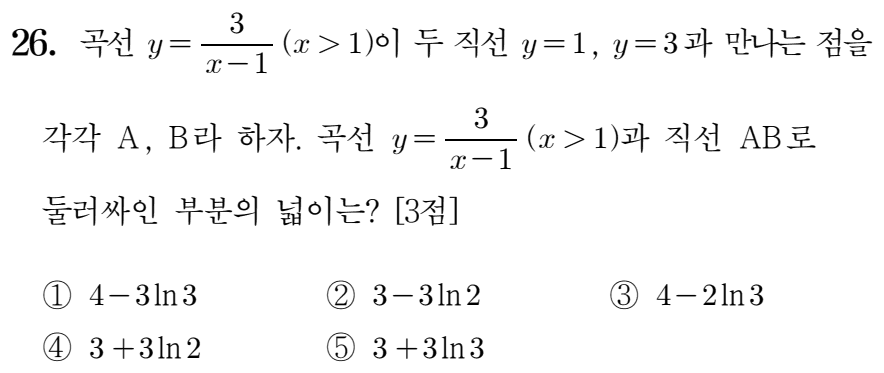 26. 곡선 y = 3/(x-1) (x > 1)이 두 직선 y = 1, y = 3과 만나는 점을
각각 A, B라 하자. 곡선 y = 3/(x-1) (x > 1)과 직선 AB로
둘러싸인 부분의 넓이는? [3점]
① 4-3ln3 ② 3-3ln2 ③ 4-2ln3
④ 3+3ln2 ⑤ 3+3ln3